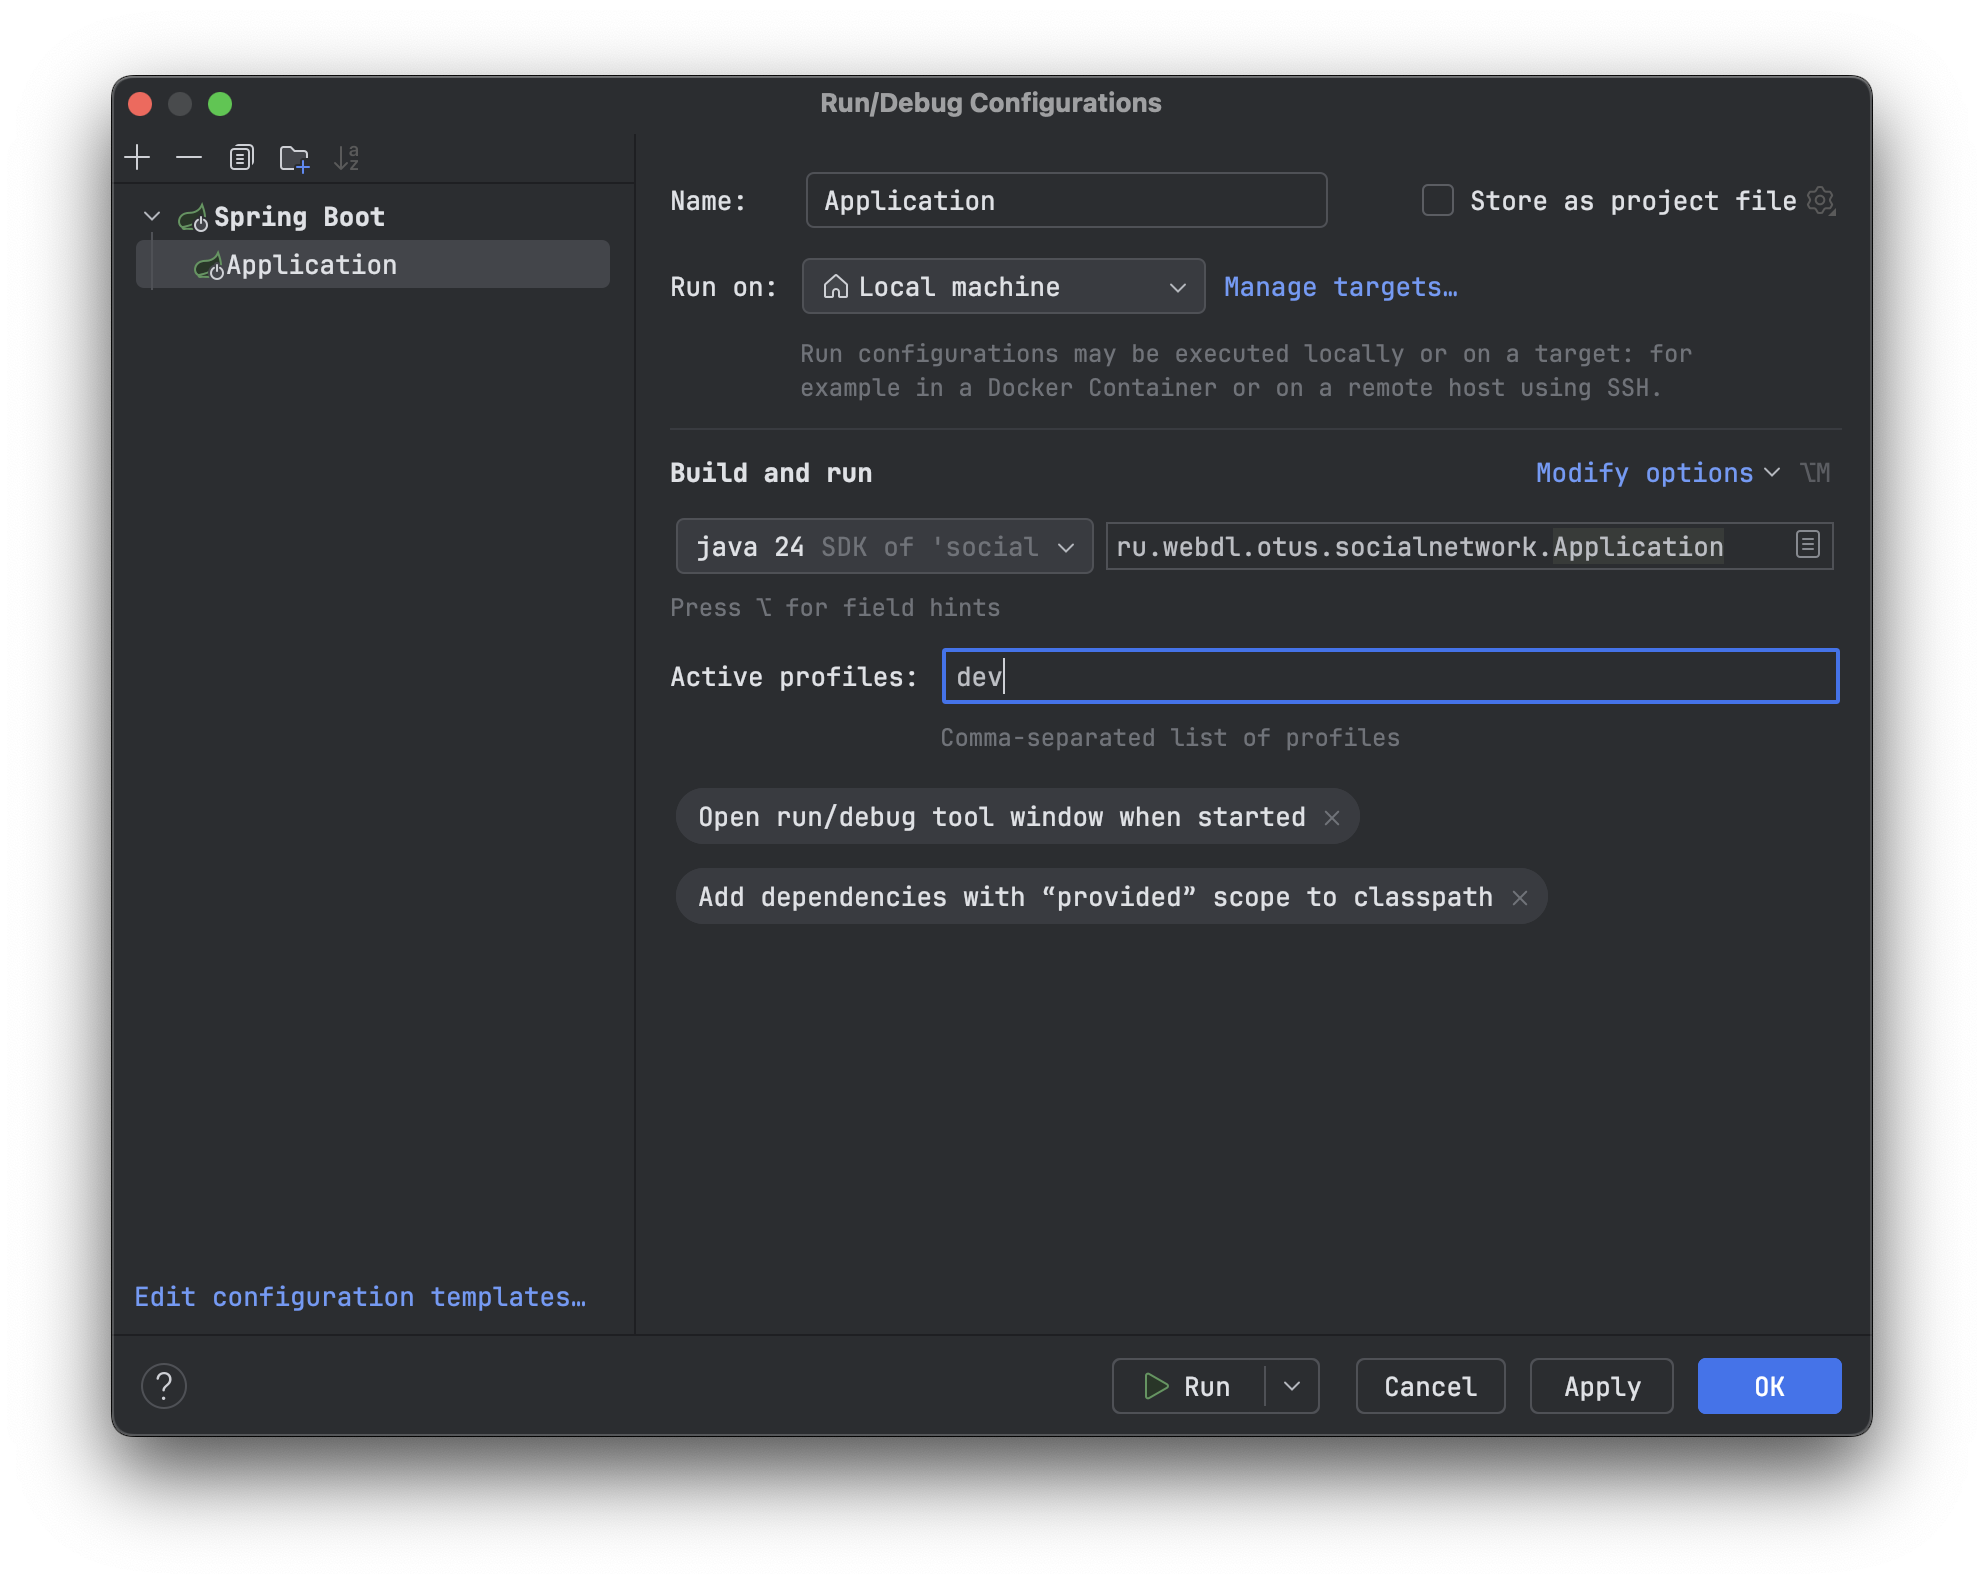 Run/Debug Configurations
Spring Boot
Application
Edit configuration templates…
Name: Application Store as project file
Run on: Local machine Manage targets…
Run configurations may be executed locally or on a target: for
example in a Docker Container or on a remote host using SSH.
Build and run Modify options ⌥M
java 24 SDK of 'social ru.webdl.otus.socialnetwork.Application
Press ⌥ for field hints
Active profiles: dev
Comma-separated list of profiles
Open run/debug tool window when started
Add dependencies with “provided” scope to classpath
? Run Cancel Apply OK